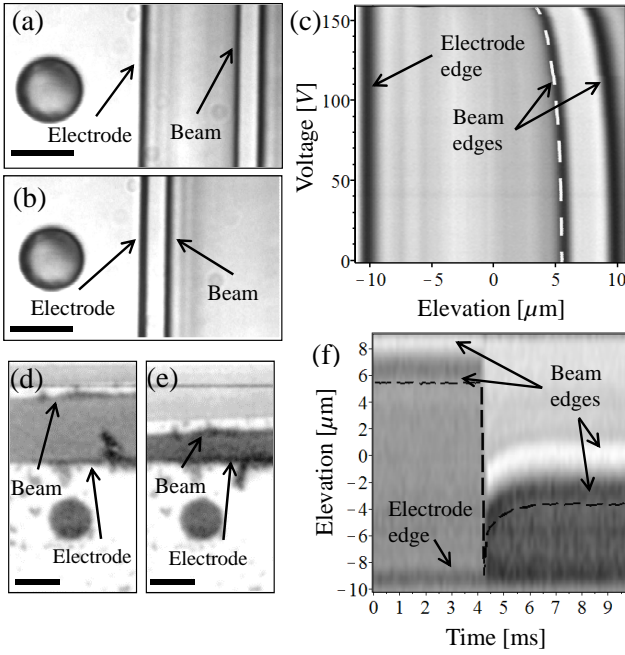 (a)
Electrode
Beam
(b)
Electrode
Beam
(c)
Electrode
edge
Beam
edges
Voltage [V]
150
100
50
0
-10
-5
0
5
10
Elevation [μm]
(d)
Beam
Electrode
(e)
Beam
Electrode
(f)
Beam
edges
Electrode
edge
Elevation [μm]
8
6
4
2
0
-2
-4
-6
-8
-10
0 1 2 3 4 5 6 7 8 9
Time [ms]